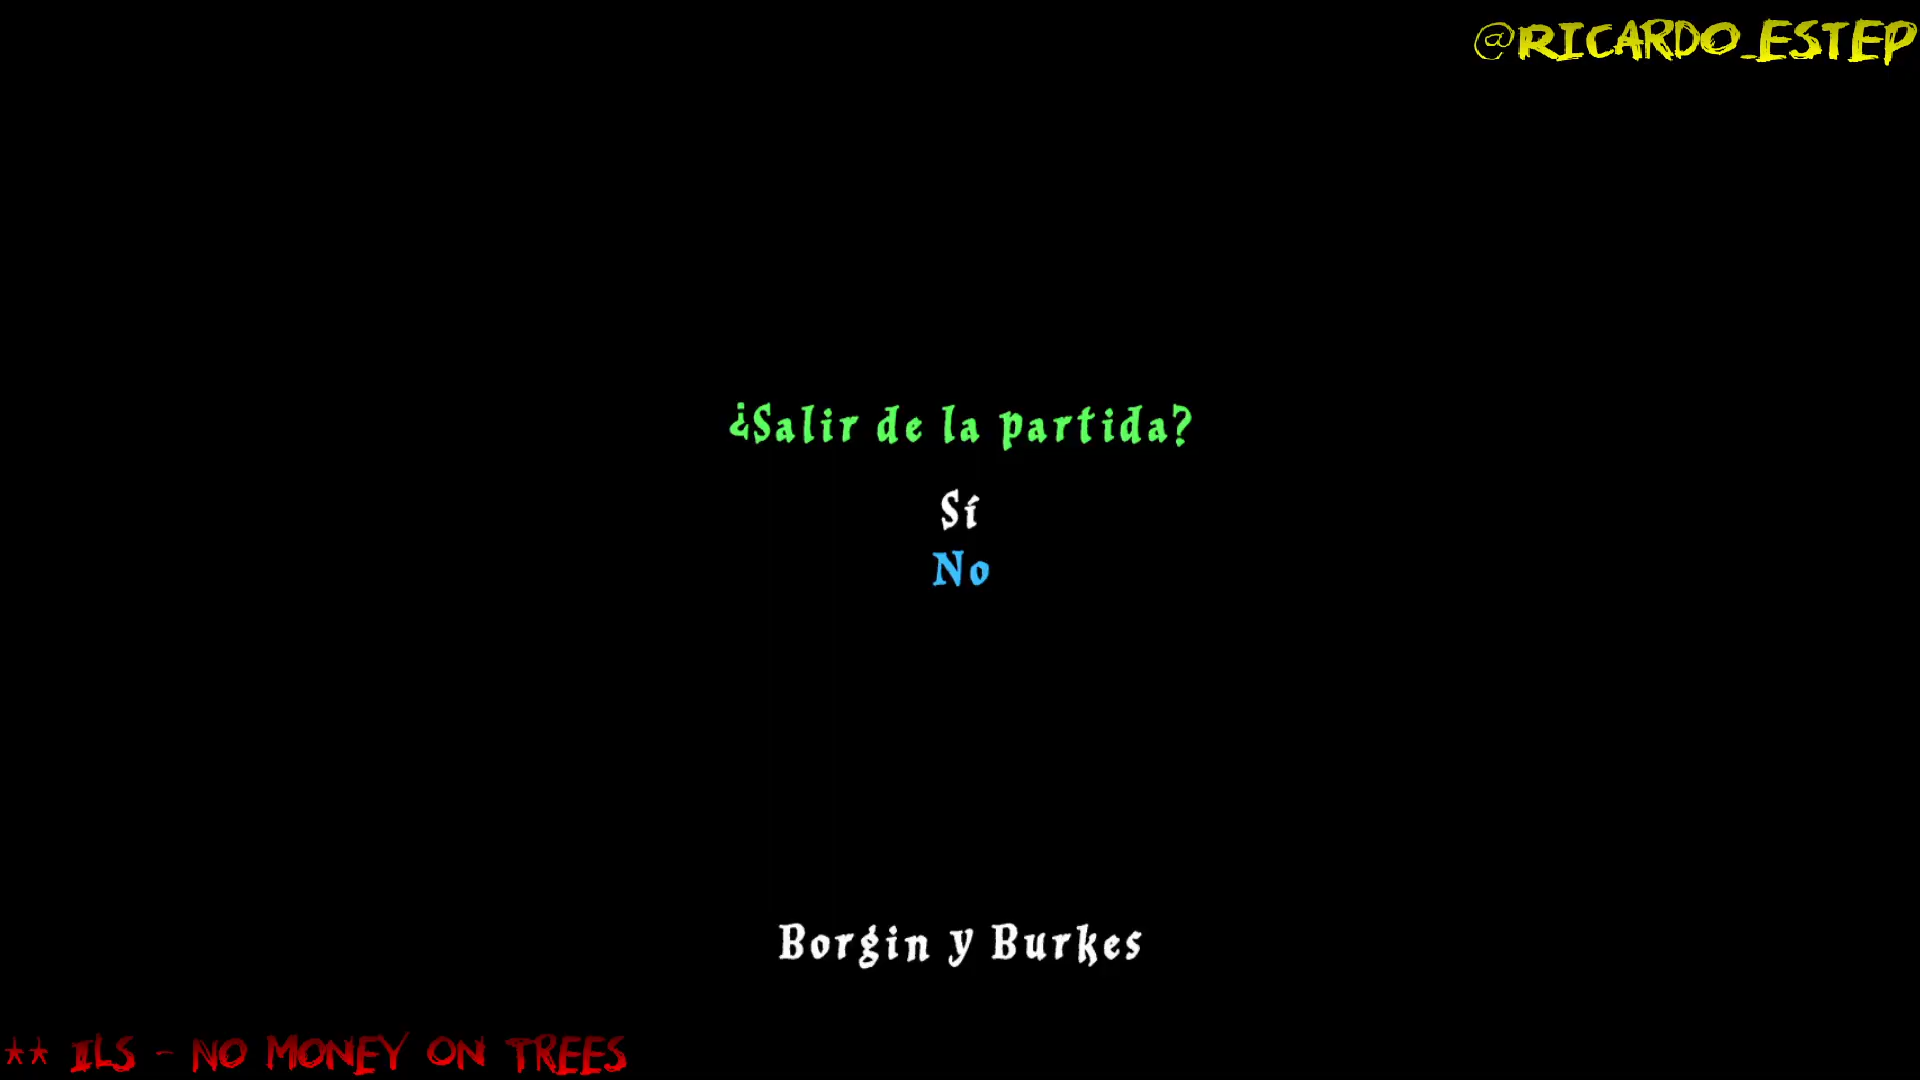 @RICARDO_ESTEP
¿Salir de la partida?
Sí
No
Borgin y Burkes
** ILS - NO MONEY ON TREES